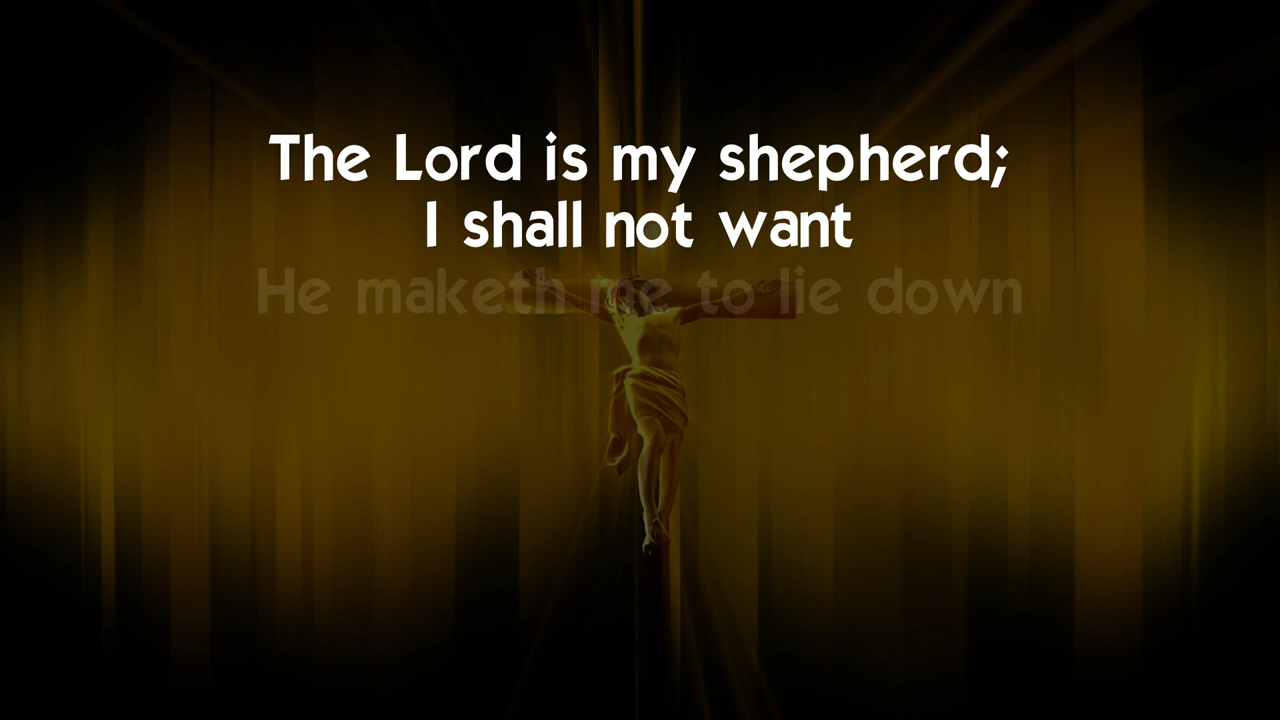 The Lord is my shepherd;
I shall not want
He maketh me to lie down